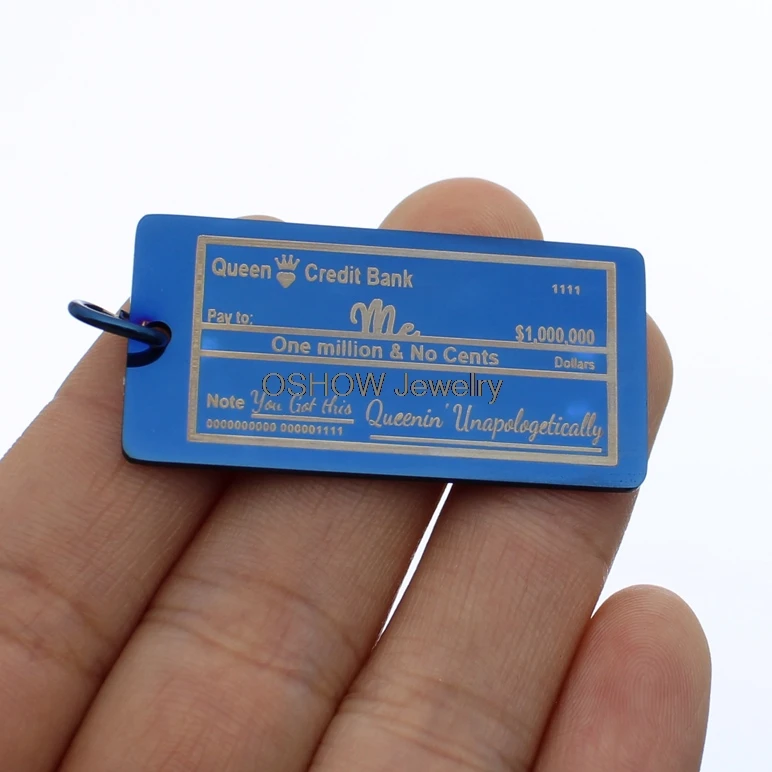 Queen Credit Bank
1111
Pay to: Me $1,000,000
One million & No Cents Dollars
OSHOW Jewellry
Note You Got this Queenin' Unapologetically
0000000000 000001111